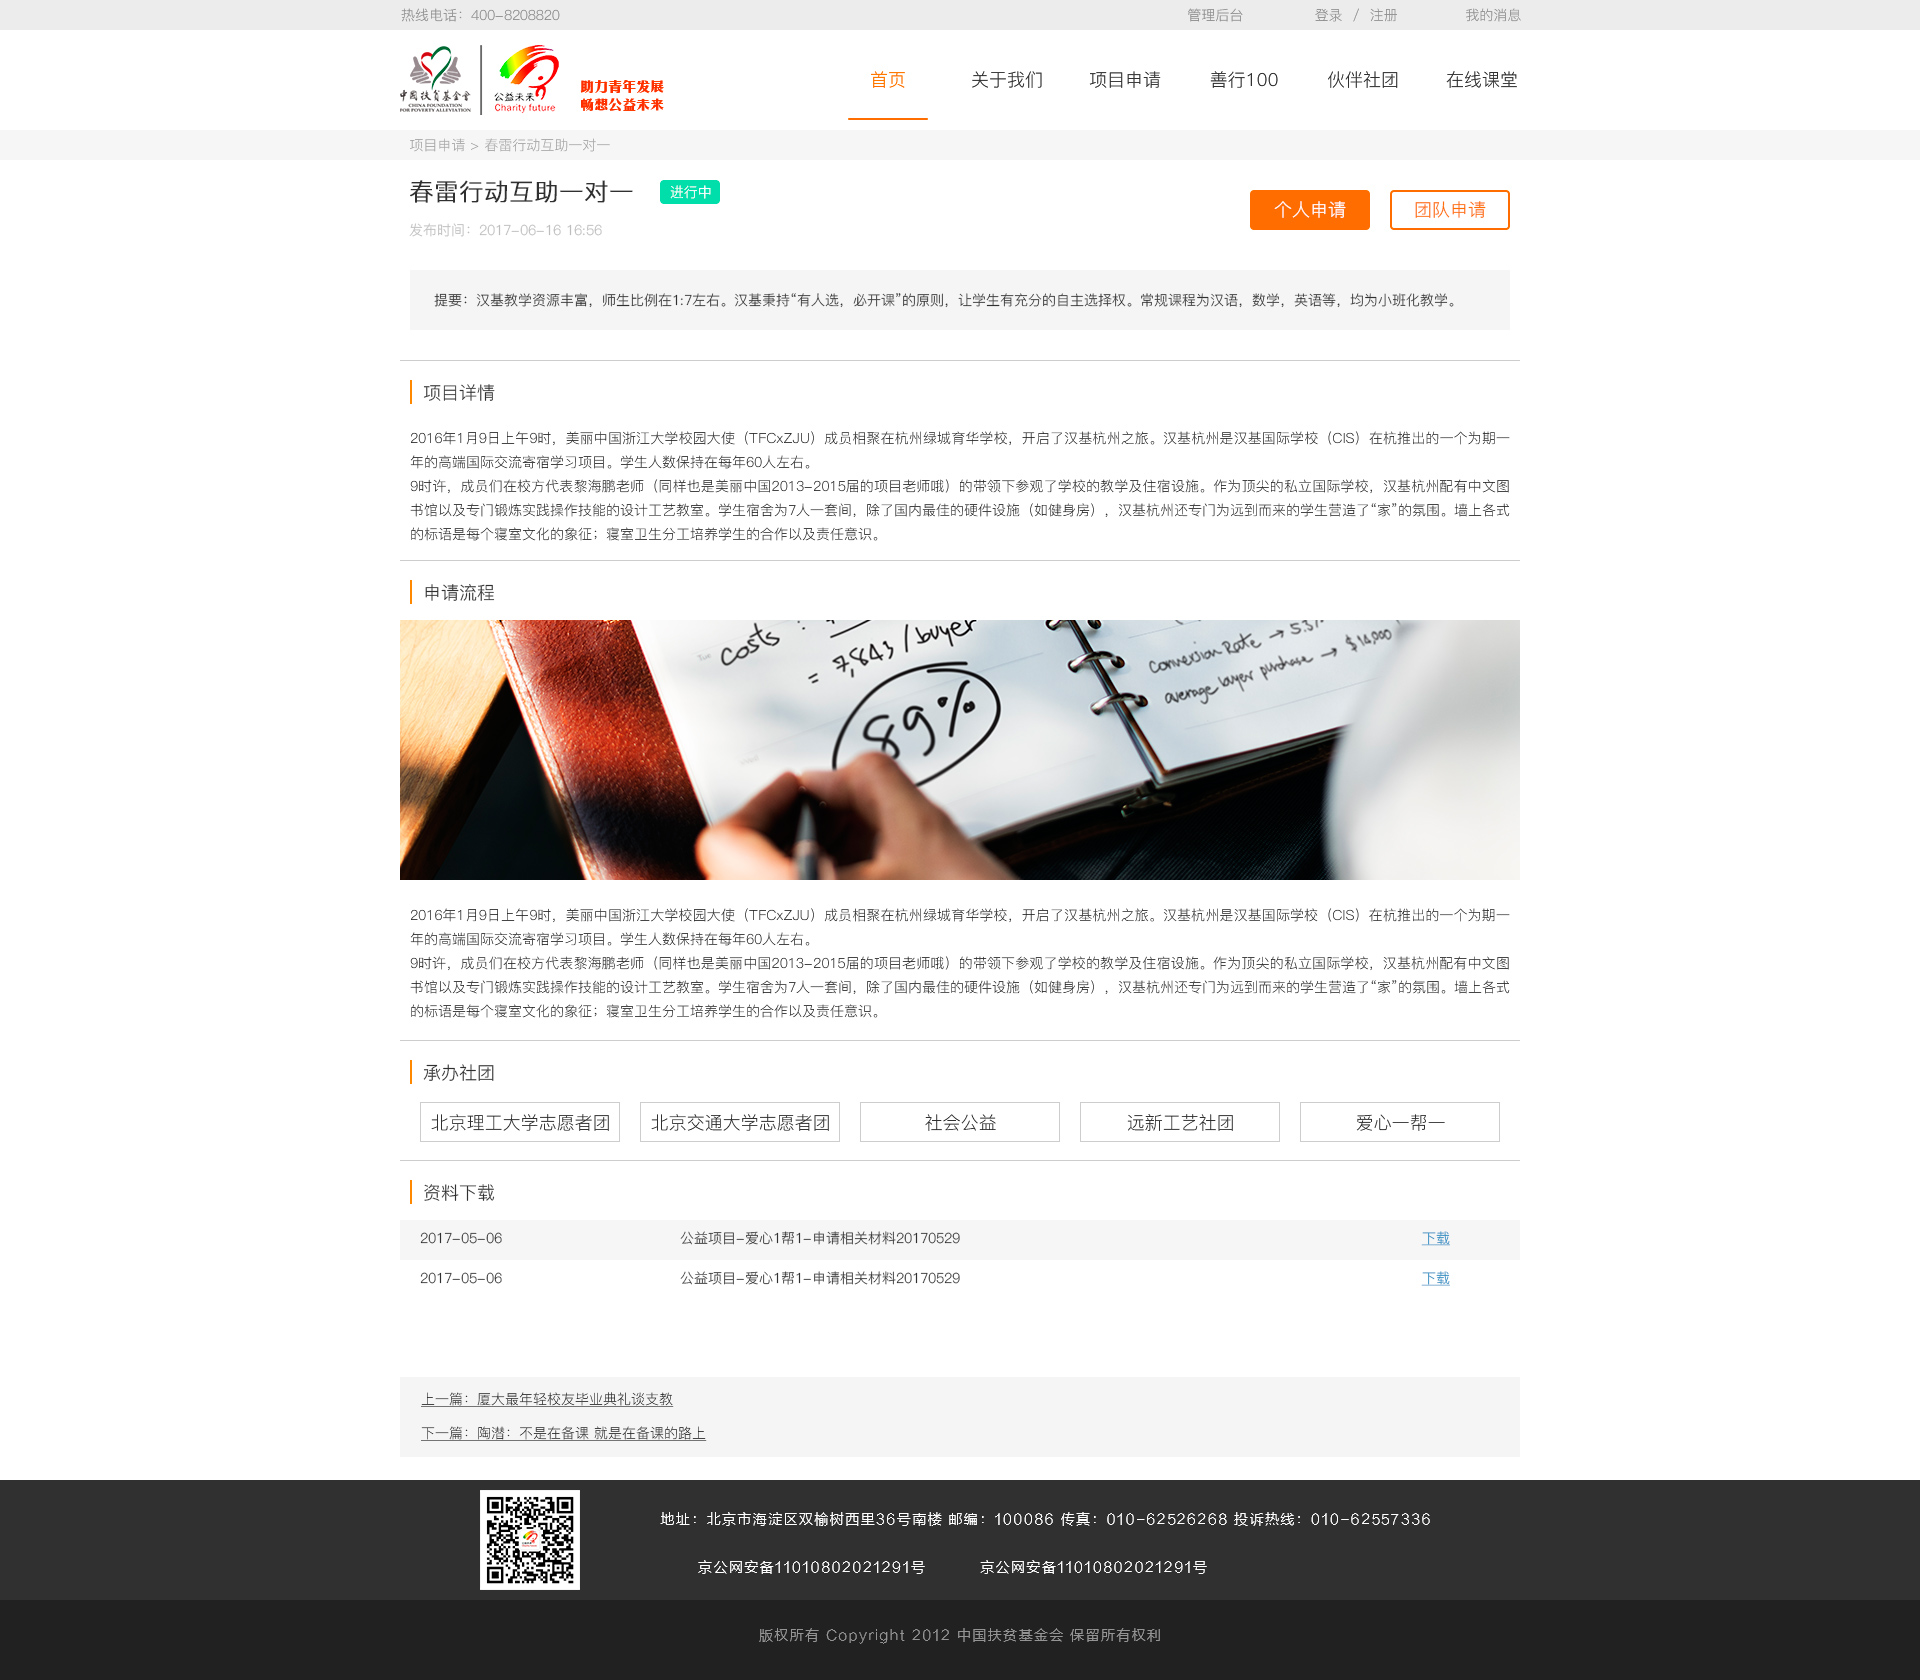 热线电话：400-8208820
管理后台
登录 / 注册
我的消息
中国扶贫基金会
CHINA FOUNDATION
FOR POVERTY ALLEVIATION
公益未来
Charity future
助力青年发展
畅想公益未来
首页
关于我们
项目申请
善行100
伙伴社团
在线课堂
项目申请 > 春雷行动互助一对一
春雷行动互助一对一
进行中
个人申请
团队申请
发布时间：2017-06-16 16:56
提要：汉基教学资源丰富，师生比例在1:7左右。汉基秉持“有人选，必开课”的原则，让学生有充分的自主选择权。常规课程为汉语，数学，英语等，均为小班化教学。
项目详情
2016年1月9日上午9时，美丽中国浙江大学校园大使（TFCxZJU）成员相聚在杭州绿城育华学校，开启了汉基杭州之旅。汉基杭州是汉基国际学校（CIS）在杭推出的一个为期一
年的高端国际交流寄宿学习项目。学生人数保持在每年60人左右。
9时许，成员们在校方代表黎海鹏老师（同样也是美丽中国2013-2015届的项目老师哦）的带领下参观了学校的教学及住宿设施。作为顶尖的私立国际学校，汉基杭州配有中文图
书馆以及专门锻炼实践操作技能的设计工艺教室。学生宿舍为7人一套间，除了国内最佳的硬件设施（如健身房），汉基杭州还专门为远到而来的学生营造了“家”的氛围。墙上各式
的标语是每个寝室文化的象征；寝室卫生分工培养学生的合作以及责任意识。
申请流程
costs :
= 7,843 / buyer
89%
Conversion Rate → 5.3%
average buyer purchase → $14,000
2016年1月9日上午9时，美丽中国浙江大学校园大使（TFCxZJU）成员相聚在杭州绿城育华学校，开启了汉基杭州之旅。汉基杭州是汉基国际学校（CIS）在杭推出的一个为期一
年的高端国际交流寄宿学习项目。学生人数保持在每年60人左右。
9时许，成员们在校方代表黎海鹏老师（同样也是美丽中国2013-2015届的项目老师哦）的带领下参观了学校的教学及住宿设施。作为顶尖的私立国际学校，汉基杭州配有中文图
书馆以及专门锻炼实践操作技能的设计工艺教室。学生宿舍为7人一套间，除了国内最佳的硬件设施（如健身房），汉基杭州还专门为远到而来的学生营造了“家”的氛围。墙上各式
的标语是每个寝室文化的象征；寝室卫生分工培养学生的合作以及责任意识。
承办社团
北京理工大学志愿者团
北京交通大学志愿者团
社会公益
远新工艺社团
爱心一帮一
资料下载
2017-05-06 公益项目-爱心1帮1-申请相关材料20170529 下载
2017-05-06 公益项目-爱心1帮1-申请相关材料20170529 下载
上一篇：厦大最年轻校友毕业典礼谈支教
下一篇：陶潜：不是在备课 就是在备课的路上
地址：北京市海淀区双榆树西里36号南楼 邮编：100086 传真：010-62526268 投诉热线：010-62557336
京公网安备11010802021291号 京公网安备11010802021291号
版权所有 Copyright 2012 中国扶贫基金会 保留所有权利